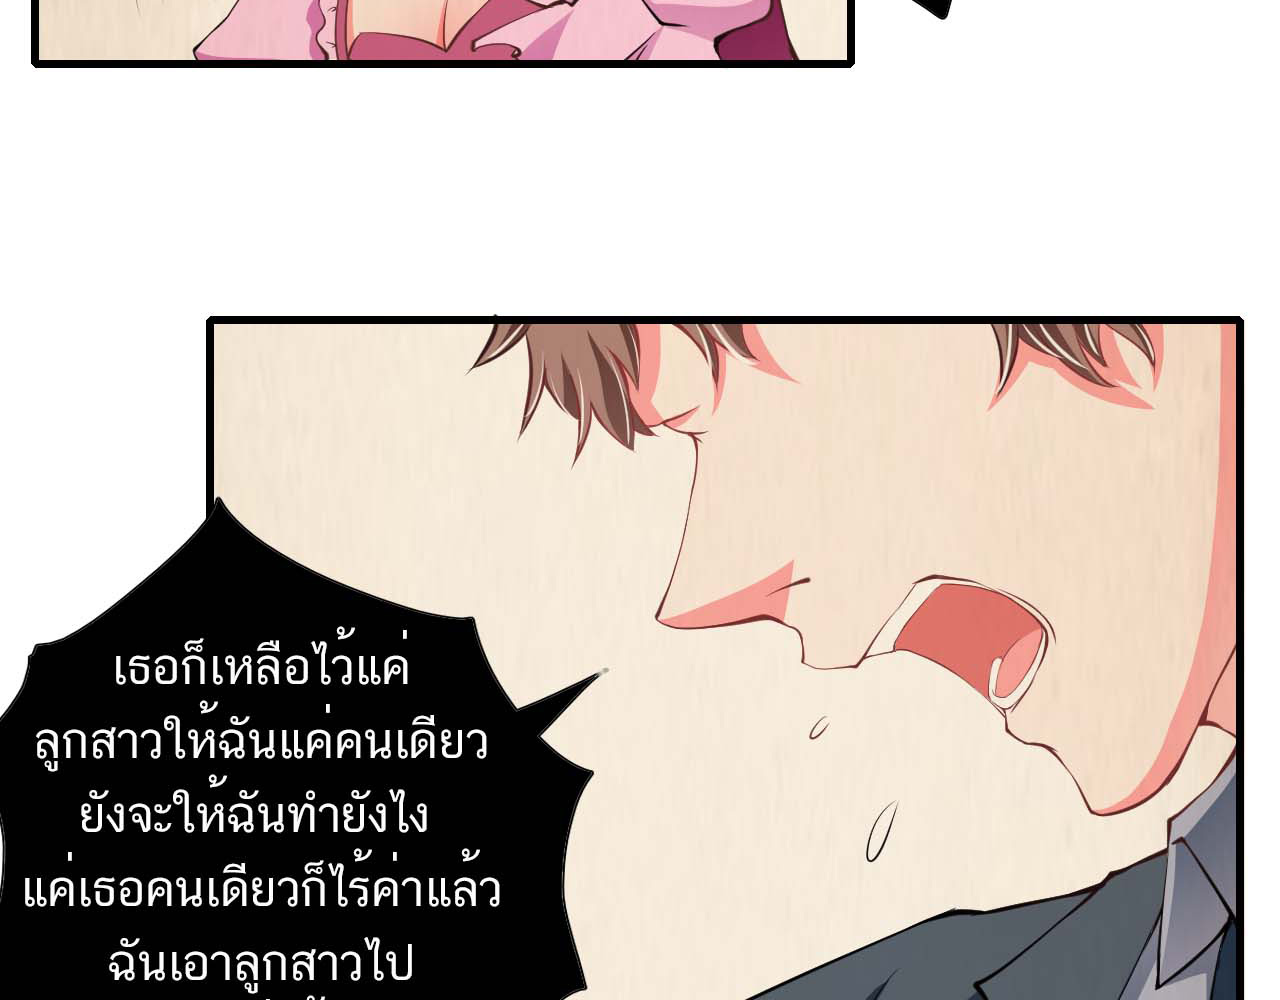 เธอก็เหลือไว้แค่
ลูกสาวให้ฉันแค่คนเดียว
ยังจะให้ฉันทำยังไง
แค่เธอคนเดียวก็ไร้ค่าแล้ว
ฉันเอาลูกสาวไป